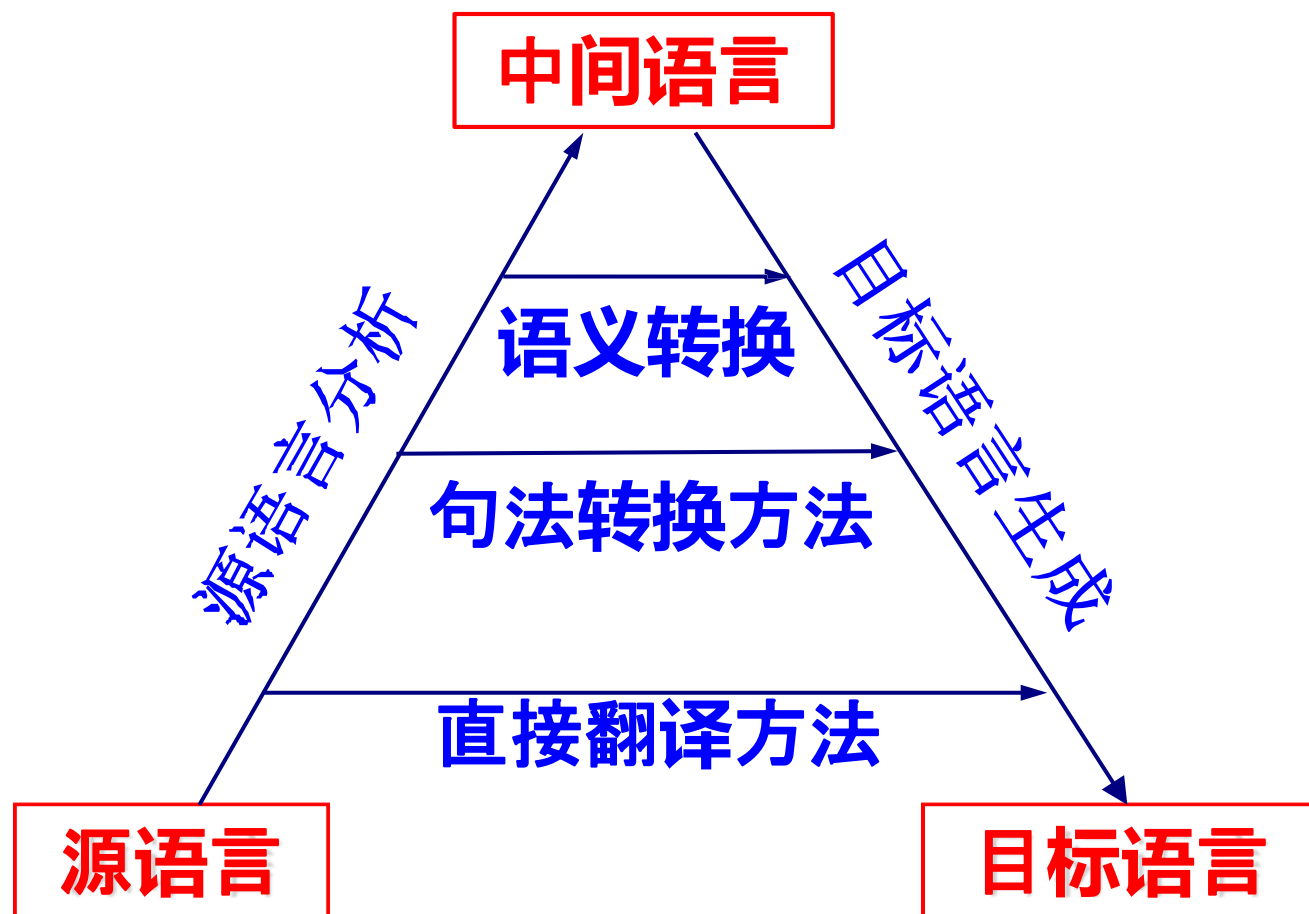 中间语言
语义转换
源语言分析
目标语言生成
句法转换方法
直接翻译方法
源语言
目标语言